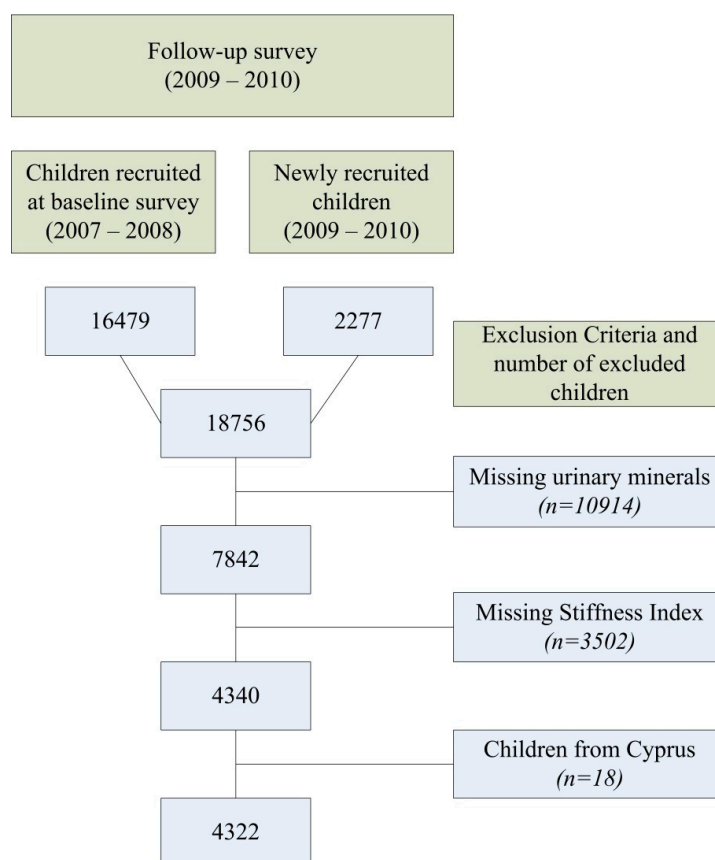 Follow-up survey
(2009 – 2010)
Children recruited
at baseline survey
(2007 – 2008)
Newly recruited
children
(2009 – 2010)
16479
2277
Exclusion Criteria and
number of excluded
children
18756
Missing urinary minerals
(n=10914)
7842
Missing Stiffness Index
(n=3502)
4340
Children from Cyprus
(n=18)
4322